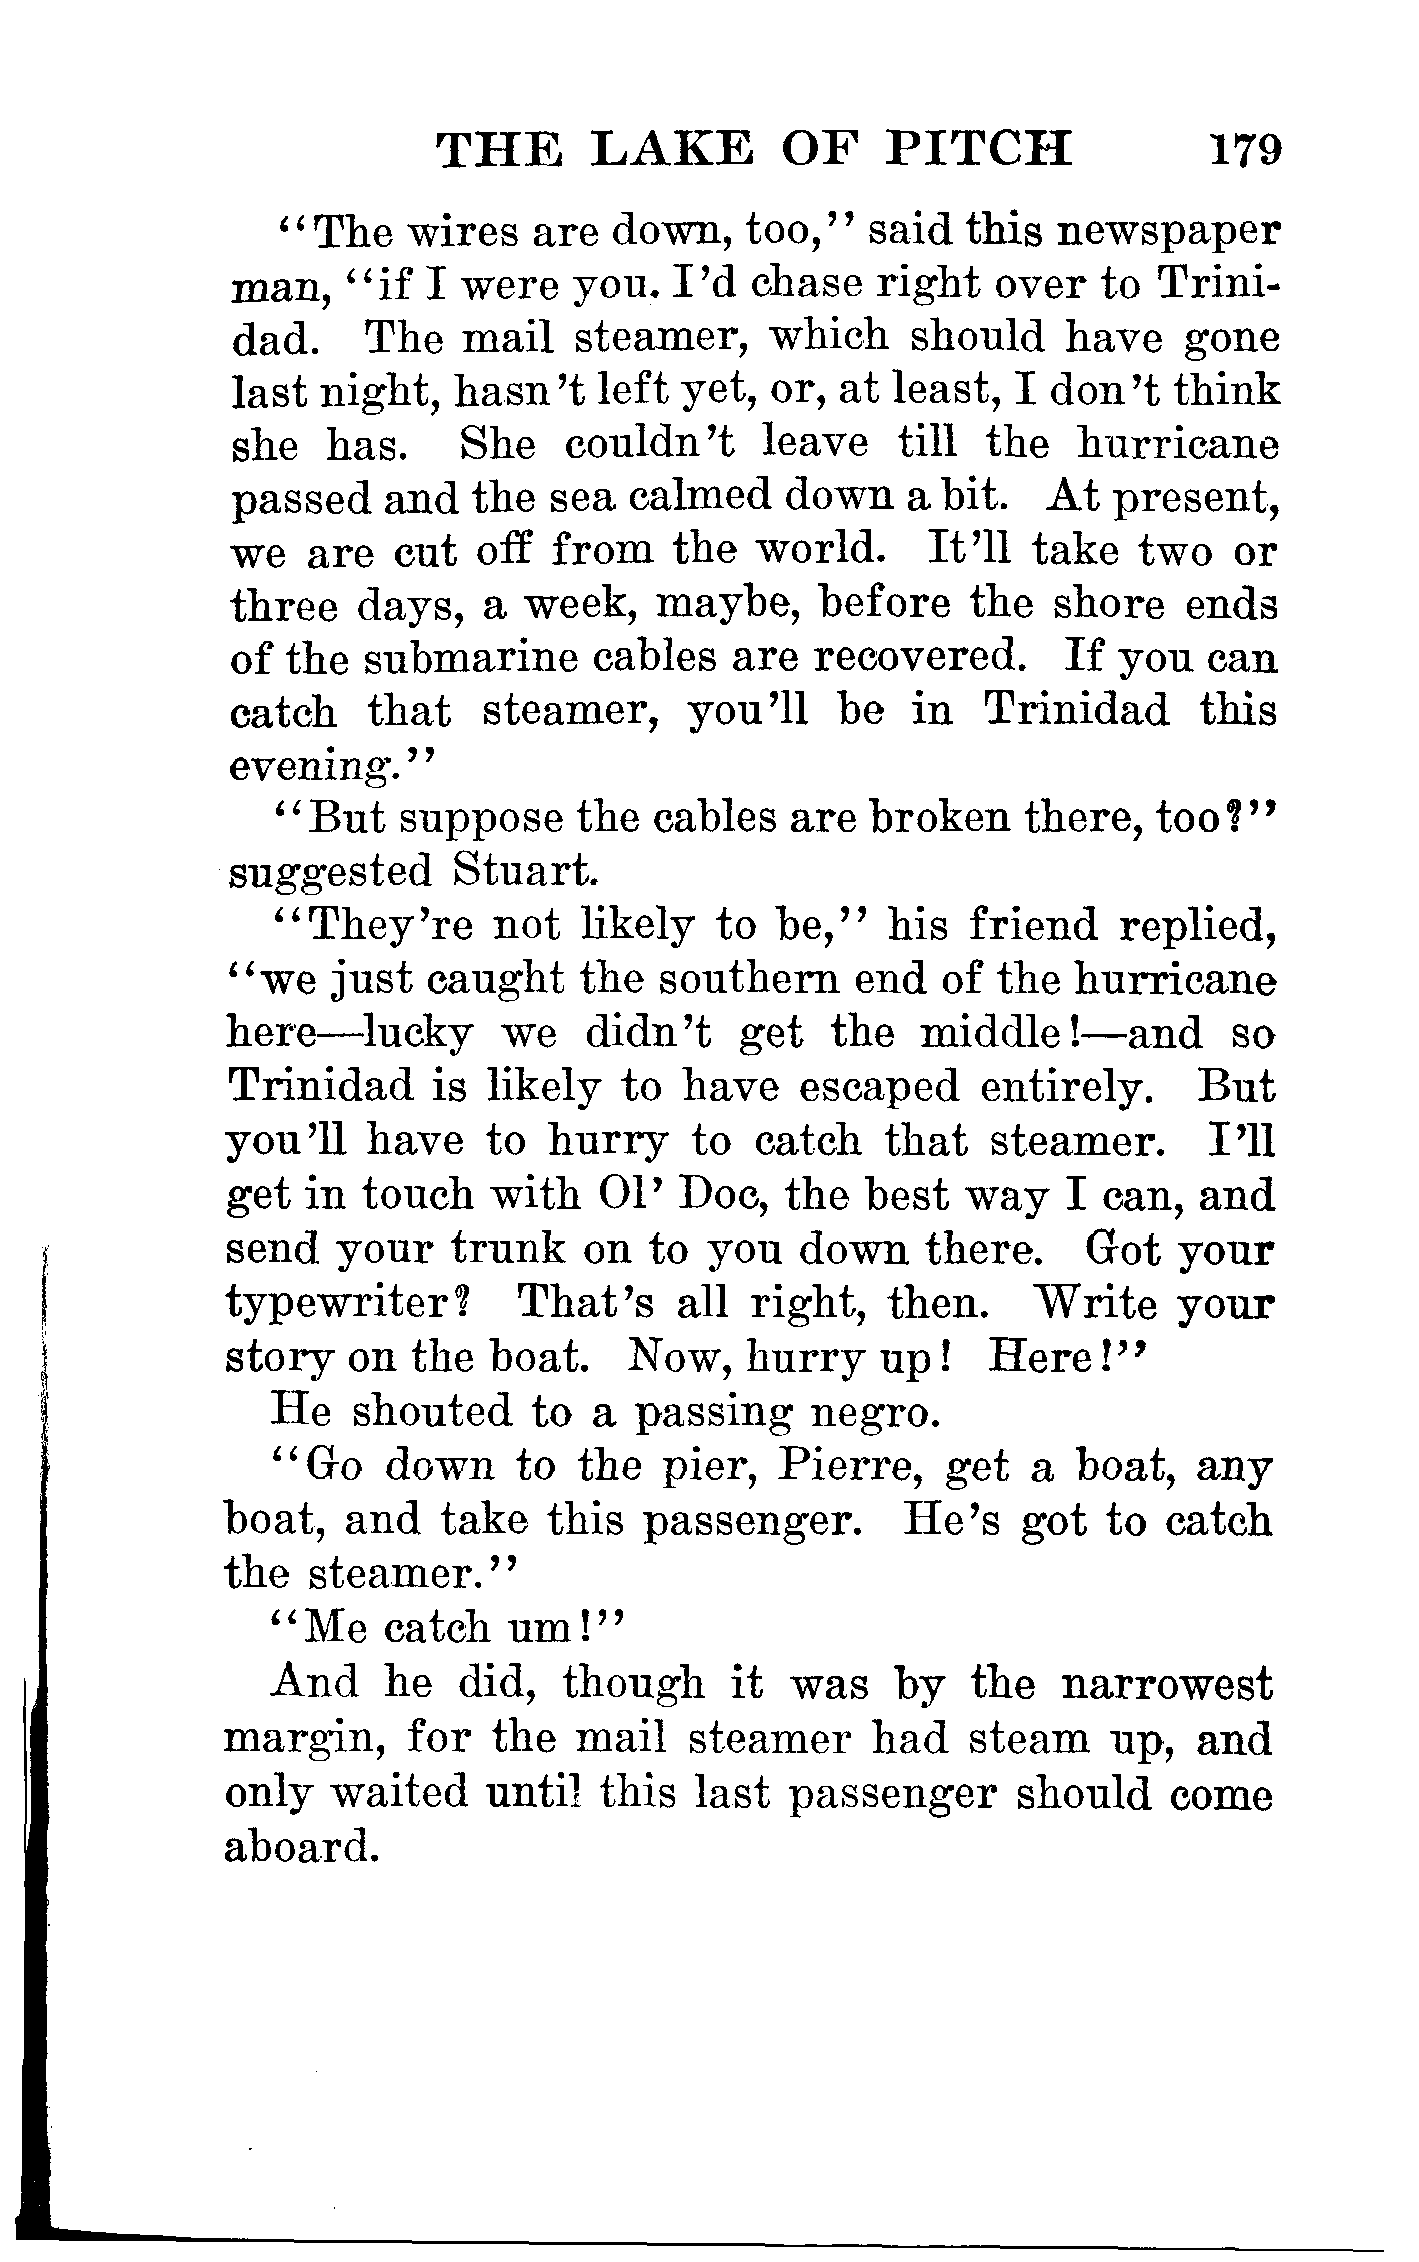 THE LAKE OF PITCH 179
"The wires are down, too," said this newspaper
man, "if I were you. I'd chase right over to Trini-
dad. The mail steamer, which should have gone
last night, hasn't left yet, or, at least, I don't think
she has. She couldn't leave till the hurricane
passed and the sea calmed down a bit. At present,
we are cut off from the world. It'll take two or
three days, a week, maybe, before the shore ends
of the submarine cables are recovered. If you can
catch that steamer, you'll be in Trinidad this
evening."
"But suppose the cables are broken there, too?"
suggested Stuart.
"They're not likely to be," his friend replied,
"we just caught the southern end of the hurricane
here—lucky we didn't get the middle!—and so
Trinidad is likely to have escaped entirely. But
you'll have to hurry to catch that steamer. I'll
get in touch with Ol' Doc, the best way I can, and
send your trunk on to you down there. Got your
typewriter? That's all right, then. Write your
story on the boat. Now, hurry up! Here!"
He shouted to a passing negro.
"Go down to the pier, Pierre, get a boat, any
boat, and take this passenger. He's got to catch
the steamer."
"Me catch um!"
And he did, though it was by the narrowest
margin, for the mail steamer had steam up, and
only waited until this last passenger should come
aboard.